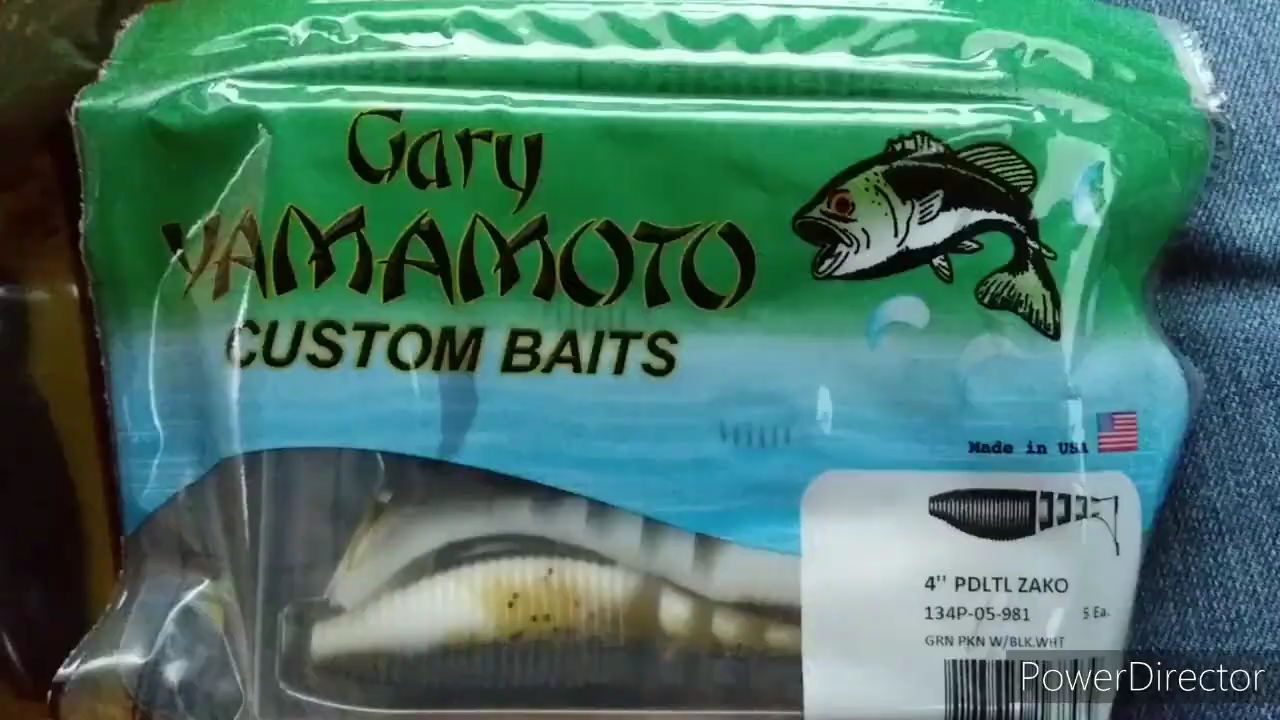 Gary
YAMAMOTO
CUSTOM BAITS
Made in USA
4'' PDLTL ZAKO
134P-05-981 5 Ea.
GRN PKN W/BLK.WHT
PowerDirector